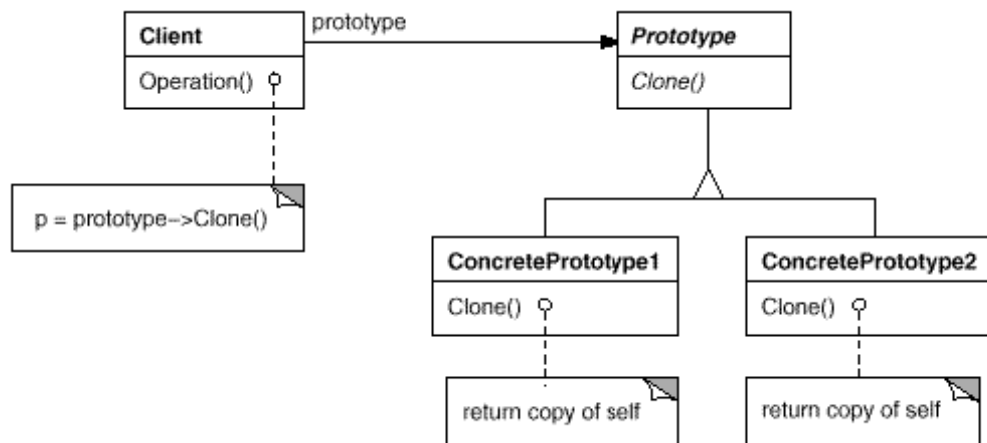 Client
Operation()
prototype
Prototype
Clone()
p = prototype–>Clone()
ConcretePrototype1
Clone()
ConcretePrototype2
Clone()
return copy of self
return copy of self